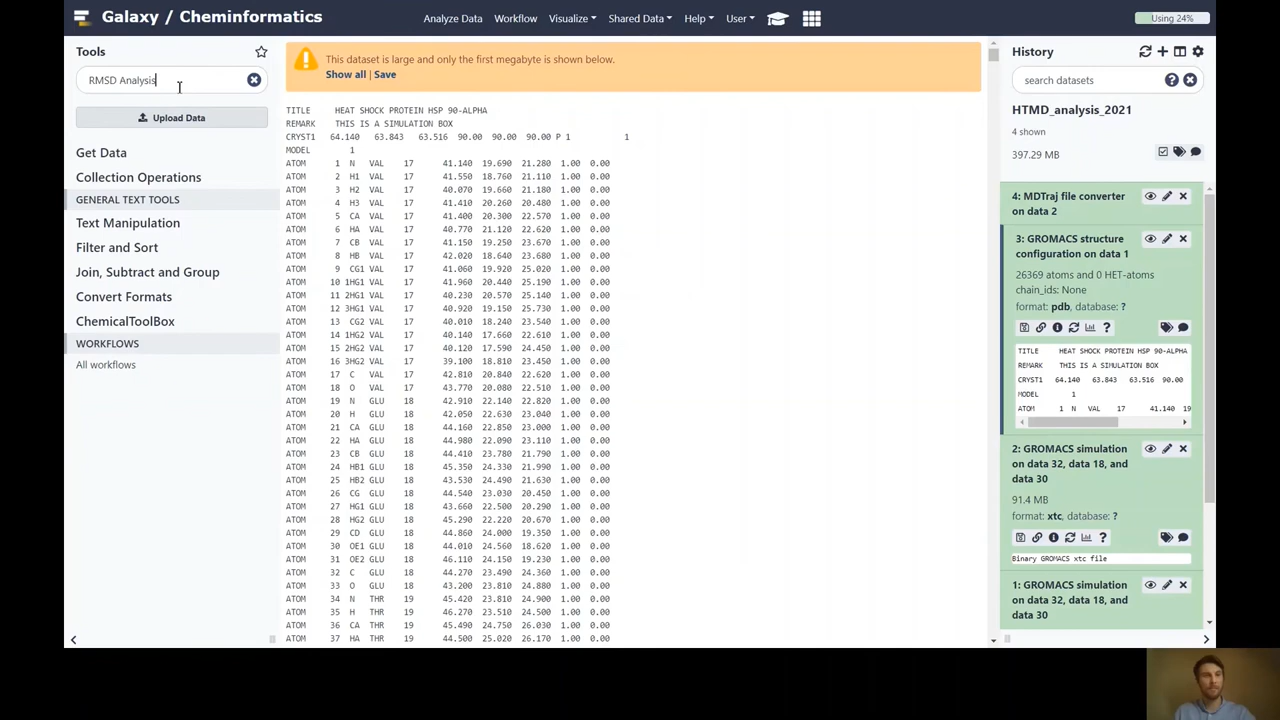 Galaxy / Cheminformatics
Analyze Data Workflow Visualize Shared Data Help User
Using 24%
Tools
RMSD Analysis
Upload Data
Get Data
Collection Operations
GENERAL TEXT TOOLS
Text Manipulation
Filter and Sort
Join, Subtract and Group
Convert Formats
ChemicalToolBox
WORKFLOWS
All workflows
This dataset is large and only the first megabyte is shown below.
Show all | Save
TITLE HEAT SHOCK PROTEIN HSP 90-ALPHA
REMARK THIS IS A SIMULATION BOX
CRYST1 64.140 63.843 63.516 90.00 90.00 90.00 P 1 1
MODEL 1
ATOM 1 N VAL 17 41.140 19.690 21.280 1.00 0.00
ATOM 2 H1 VAL 17 41.550 18.760 21.110 1.00 0.00
ATOM 3 H2 VAL 17 40.070 19.660 21.180 1.00 0.00
ATOM 4 H3 VAL 17 41.410 20.260 20.480 1.00 0.00
ATOM 5 CA VAL 17 41.400 20.300 22.570 1.00 0.00
ATOM 6 HA VAL 17 40.770 21.120 22.620 1.00 0.00
ATOM 7 CB VAL 17 41.150 19.250 23.670 1.00 0.00
ATOM 8 HB VAL 17 42.020 18.640 23.680 1.00 0.00
ATOM 9 CG1 VAL 17 41.060 19.920 25.020 1.00 0.00
ATOM 10 1HG1 VAL 17 41.960 20.440 25.190 1.00 0.00
ATOM 11 2HG1 VAL 17 40.230 20.570 25.140 1.00 0.00
ATOM 12 3HG1 VAL 17 40.920 19.150 25.730 1.00 0.00
ATOM 13 CG2 VAL 17 40.010 18.240 23.540 1.00 0.00
ATOM 14 1HG2 VAL 17 40.140 17.660 22.610 1.00 0.00
ATOM 15 2HG2 VAL 17 40.120 17.590 24.450 1.00 0.00
ATOM 16 3HG2 VAL 17 39.100 18.810 23.450 1.00 0.00
ATOM 17 C VAL 17 42.810 20.840 22.620 1.00 0.00
ATOM 18 O VAL 17 43.770 20.080 22.510 1.00 0.00
ATOM 19 N GLU 18 42.910 22.140 22.820 1.00 0.00
ATOM 20 H GLU 18 42.050 22.630 23.040 1.00 0.00
ATOM 21 CA GLU 18 44.160 22.850 23.000 1.00 0.00
ATOM 22 HA GLU 18 44.980 22.090 23.110 1.00 0.00
ATOM 23 CB GLU 18 44.410 23.780 21.790 1.00 0.00
ATOM 24 HB1 GLU 18 45.350 24.330 21.990 1.00 0.00
ATOM 25 HB2 GLU 18 43.530 24.490 21.630 1.00 0.00
ATOM 26 CG GLU 18 44.540 23.030 20.450 1.00 0.00
ATOM 27 HG1 GLU 18 43.660 22.500 20.290 1.00 0.00
ATOM 28 HG2 GLU 18 45.290 22.220 20.670 1.00 0.00
ATOM 29 CD GLU 18 44.860 24.000 19.350 1.00 0.00
ATOM 30 OE1 GLU 18 44.010 24.560 18.620 1.00 0.00
ATOM 31 OE2 GLU 18 46.110 24.150 19.230 1.00 0.00
ATOM 32 C GLU 18 44.270 23.490 24.360 1.00 0.00
ATOM 33 O GLU 18 43.200 23.810 24.880 1.00 0.00
ATOM 34 N THR 19 45.420 23.810 24.900 1.00 0.00
ATOM 35 H THR 19 46.270 23.510 24.500 1.00 0.00
ATOM 36 CA THR 19 45.490 24.750 26.030 1.00 0.00
ATOM 37 HA THR 19 44.500 25.020 26.170 1.00 0.00
History
search datasets
HTMD_analysis_2021
4 shown
397.29 MB
4: MDTraj file converter
on data 2
3: GROMACS structure
configuration on data 1
26369 atoms and 0 HET-atoms
chain_ids: None
format: pdb, database: ?
TITLE HEAT SHOCK PROTEIN HSP 90-ALPHA
REMARK THIS IS A SIMULATION BOX
CRYST1 64.140 63.843 63.516 90.00
MODEL 1
ATOM 1 N VAL 17 41.140 19
2: GROMACS simulation
on data 32, data 18, and
data 30
91.4 MB
format: xtc, database: ?
Binary GROMACS xtc file
1: GROMACS simulation
on data 32, data 18, and
data 30